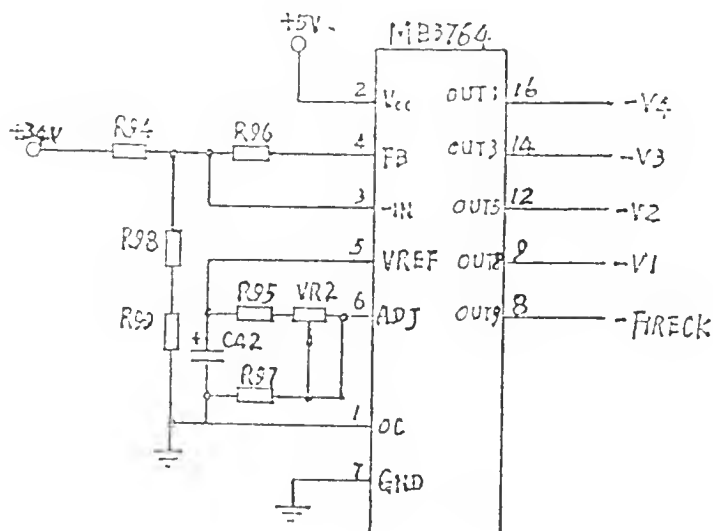 +5V
MB3764
2 Vcc OUT1 16 -V4
+34V R94 R96 4 FB OUT3 14 -V3
3 -IN OUT5 12 -V2
R98
5 VREF OUT8 9 -V1
R95 VR2 6 ADJ OUT9 8 -FIRECK
R99 + C42
R97
1 OC
7 GND